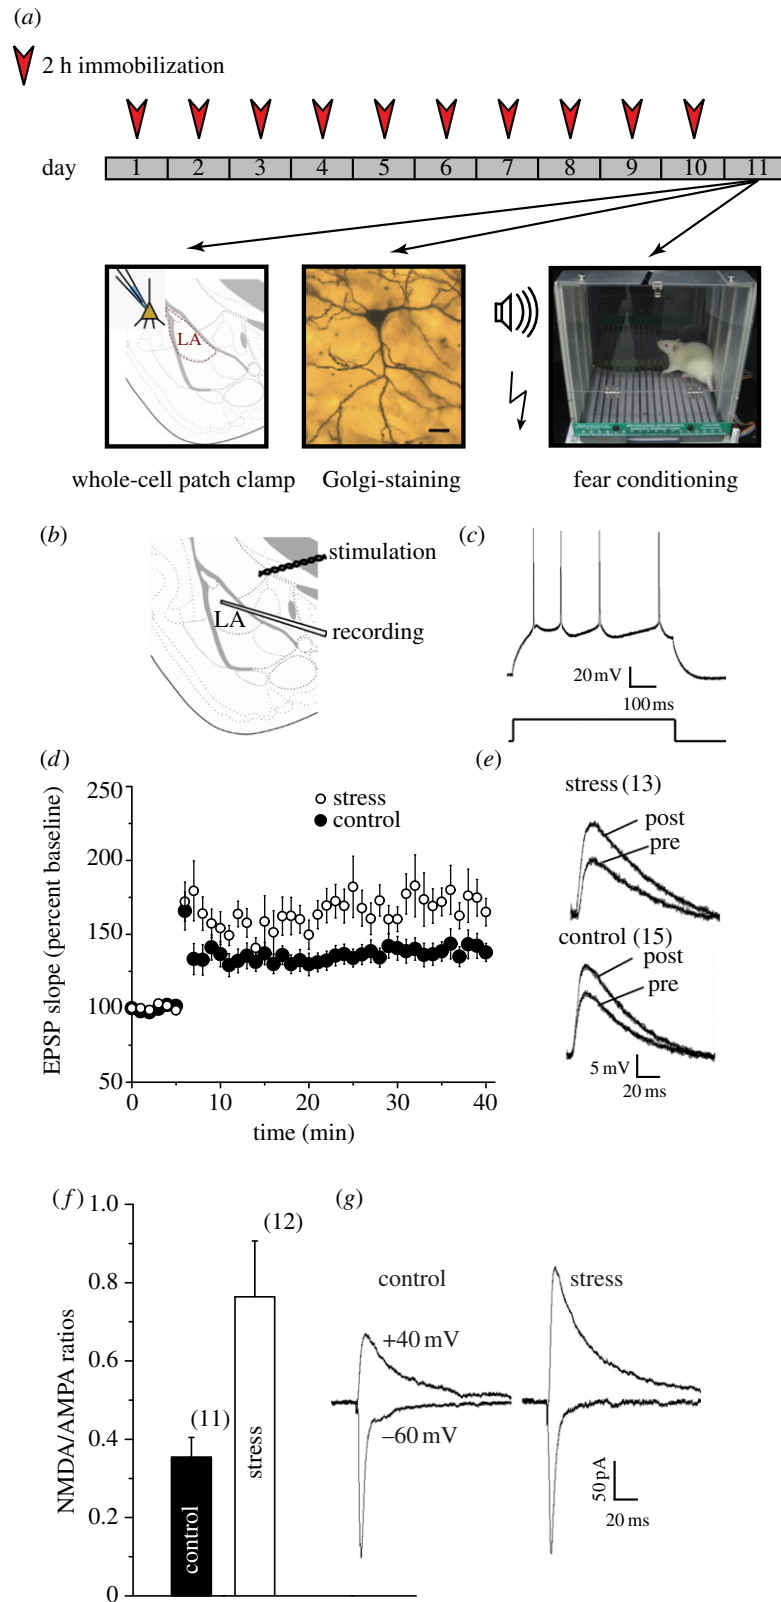 (a)
2 h immobilization
day 1 2 3 4 5 6 7 8 9 10 11
LA
whole-cell patch clamp Golgi-staining fear conditioning
(b)
stimulation
LA
recording
(c)
20 mV
100 ms
(d)
250
200
150
100
50
EPSP slope (percent baseline)
stress
control
0 10 20 30 40
time (min)
(e)
stress (13)
post
pre
control (15)
post
pre
5 mV
20 ms
(f)
1.0
0.8
0.6
0.4
0.2
0
NMDA/AMPA ratios
(11)
control
(12)
stress
(g)
control stress
+40 mV
–60 mV
50 pA
20 ms